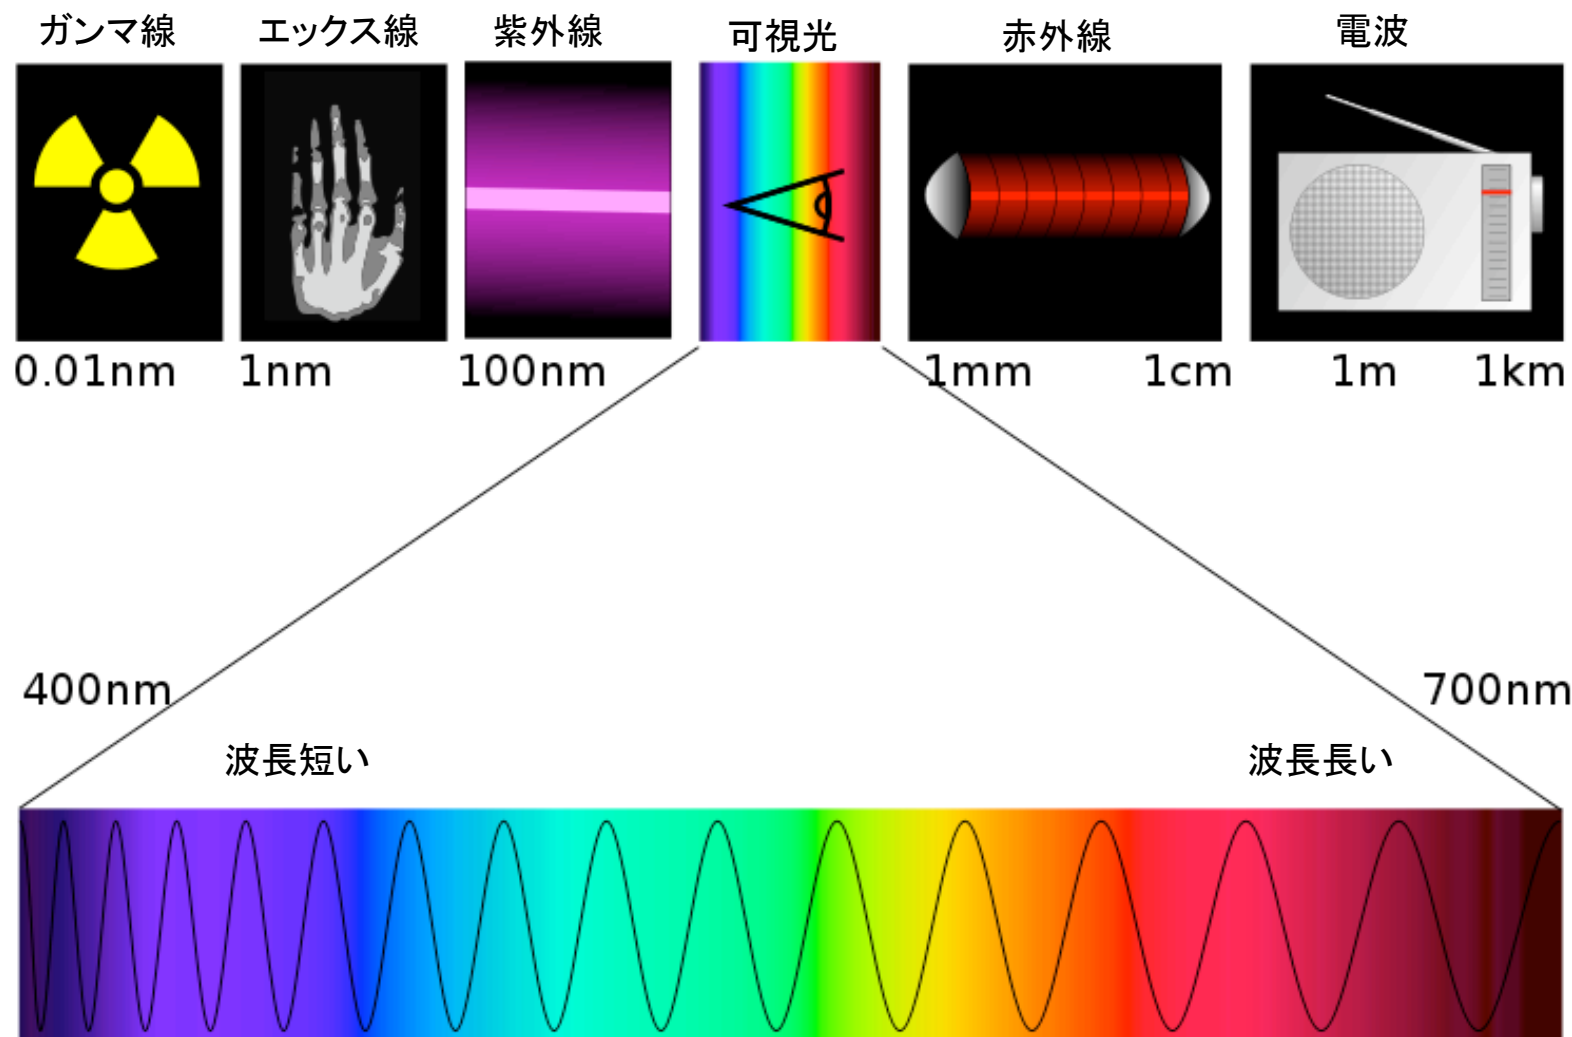 ガンマ線 エックス線 紫外線 可視光 赤外線 電波
0.01nm 1nm 100nm 1mm 1cm 1m 1km
400nm 700nm
波長短い 波長長い